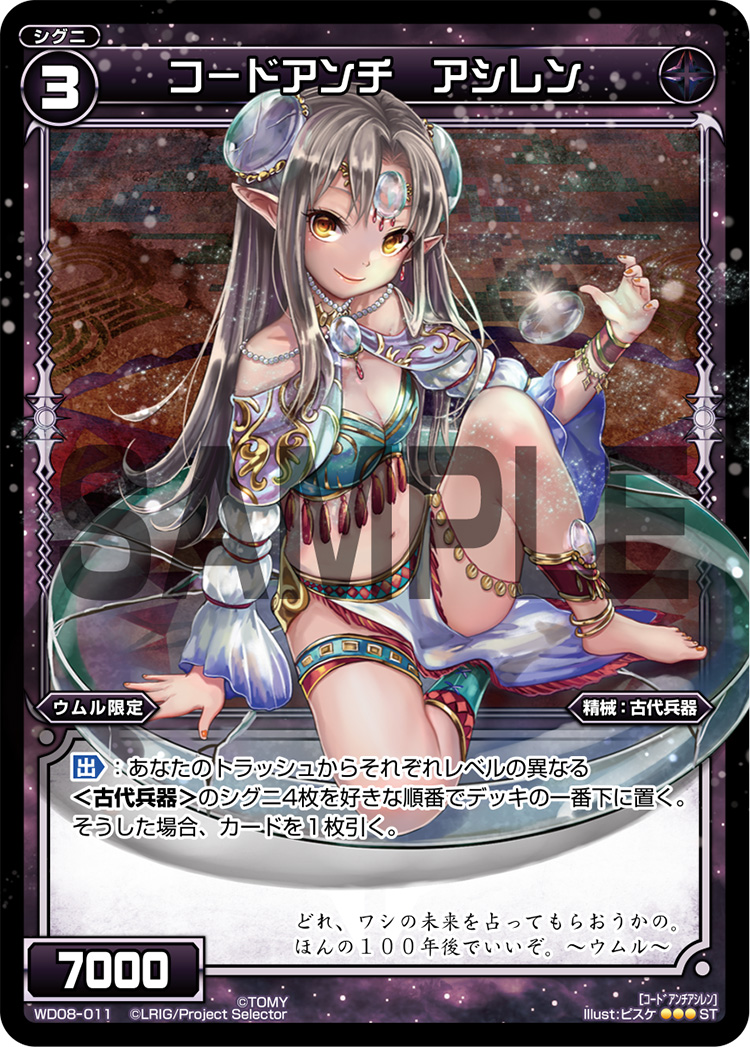 シグニ
3
コードアンチ　アシレン
SAMPLE
ウムル限定
精械：古代兵器
出：あなたのトラッシュからそれぞれレベルの異なる
＜古代兵器＞のシグニ4枚を好きな順番でデッキの一番下に置く。
そうした場合、カードを1枚引く。
どれ、ワシの未来を占ってもらおうかの。
ほんの１００年後でいいぞ。～ウムル～
7000
©TOMY
[コードアンチアシレン]
WD08-011 ©LRIG/Project Selector
Illust:ピスケ ST